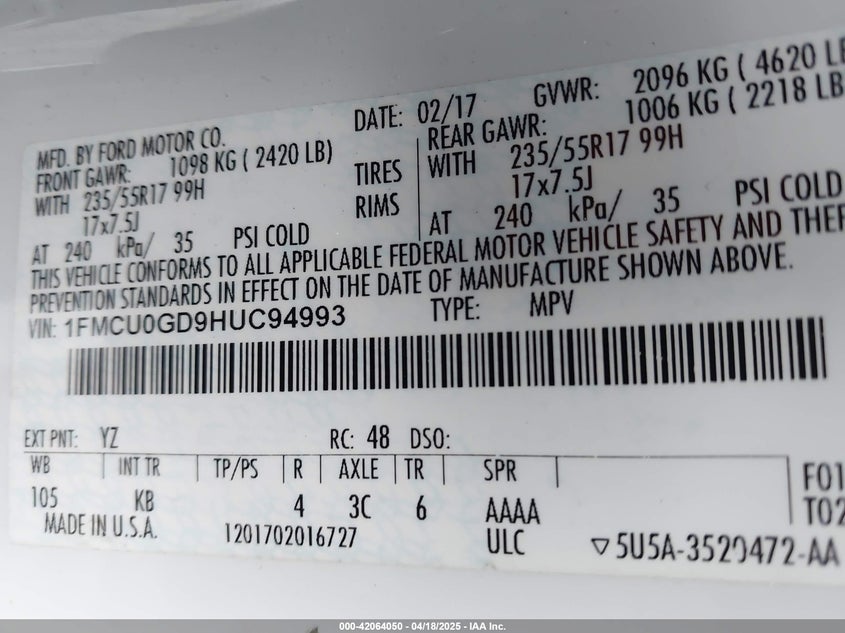 MFD. BY FORD MOTOR CO. DATE: 02/17 GVWR: 2096 KG ( 4620 LB
FRONT GAWR: 1098 KG ( 2420 LB) REAR GAWR: 1006 KG ( 2218 LB
WITH 235/55R17 99H TIRES WITH 235/55R17 99H
17x7.5J RIMS 17x7.5J
AT 240 kPa/ 35 PSI COLD AT 240 kPa/ 35 PSI COLD
THIS VEHICLE CONFORMS TO ALL APPLICABLE FEDERAL MOTOR VEHICLE SAFETY AND THEF
PREVENTION STANDARDS IN EFFECT ON THE DATE OF MANUFACTURE SHOWN ABOVE.
VIN: 1FMCU0GD9HUC94993 TYPE: MPV
EXT PNT: YZ RC: 48 DSO:
WB INT TR TP/PS R AXLE TR SPR
105 KB 4 3C 6 AAAA
F01
T02
MADE IN U.S.A. 1201702016727 ULC ▽5U5A-3520472-AA
000-42064050 - 04/18/2025 - IAA Inc.